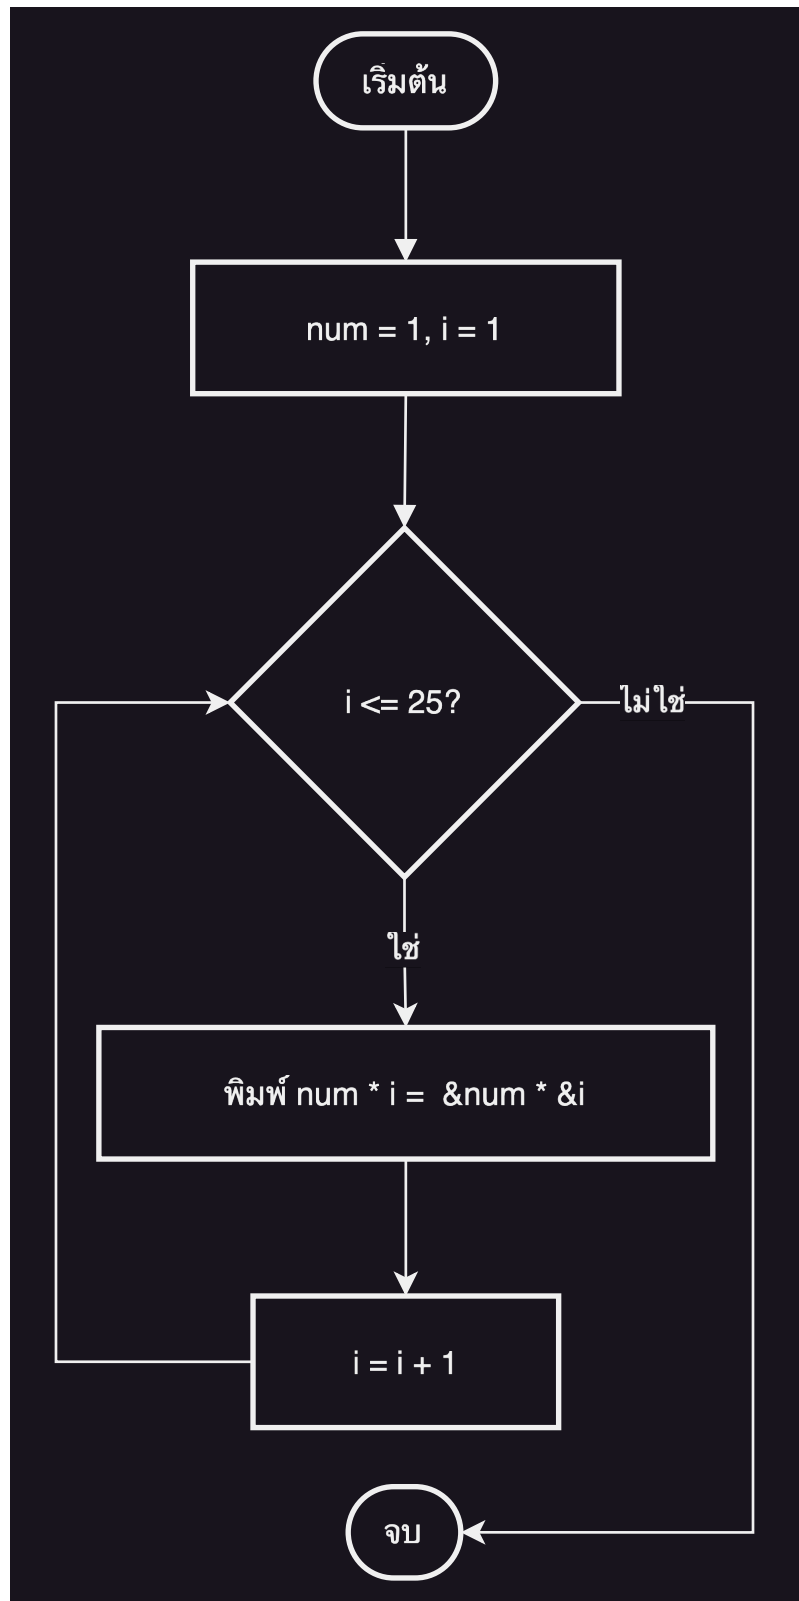 เริ่มต้น
num = 1, i = 1
i <= 25?
ไม่ใช่
ใช่
พิมพ์ num * i =  &num * &i
i = i + 1
จบ